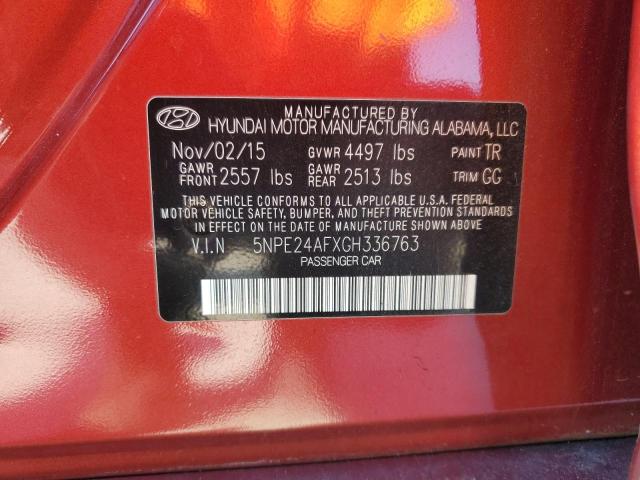 MANUFACTURED BY
HYUNDAI MOTOR MANUFACTURING ALABAMA, LLC
Nov/02/15 GVWR 4497 lbs PAINT TR
GAWR FRONT 2557 lbs GAWR REAR 2513 lbs TRIM GG
THIS VEHICLE CONFORMS TO ALL APPLICABLE U.S.A. FEDERAL
MOTOR VEHICLE SAFETY, BUMPER, AND THEFT PREVENTION STANDARDS
IN EFFECT ON THE DATE OF MANUFACTURE SHOWN ABOVE
V.I.N 5NPE24AFXGH336763
PASSENGER CAR